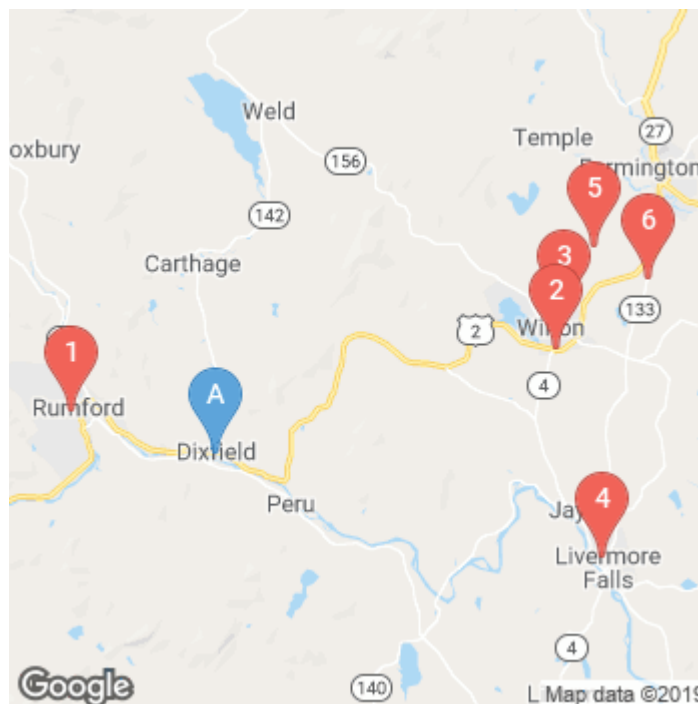 Weld
Temple
27
oxbury
156
Farmington
5
142
6
3
Carthage
2
Wilton
2
133
1
4
A
Rumford
Dixfield
4
Peru
Jay
Livermore
Falls
4
Google
140
L
Map data ©2019